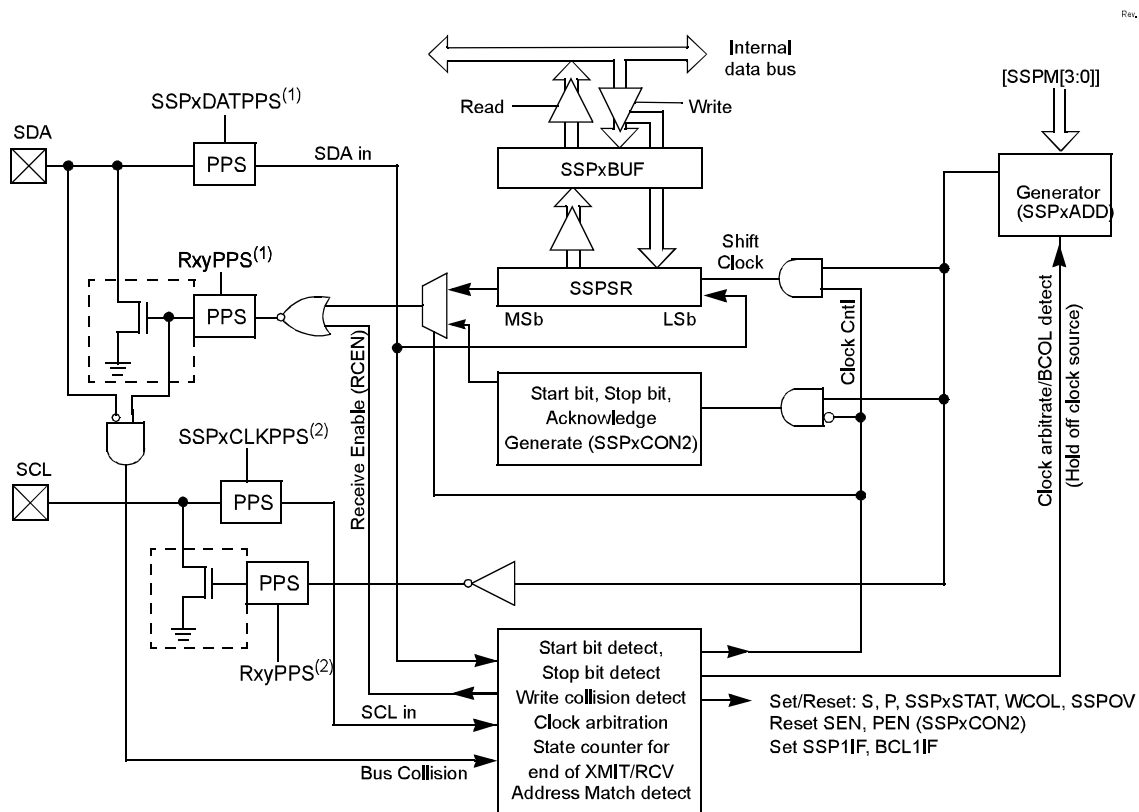 Rev.
Internal
data bus
[SSPM[3:0]]
SSPxDATPPS(1)
Read
Write
SDA
PPS
SDA in
SSPxBUF
Generator
(SSPxADD)
RxyPPS(1)
Shift
Clock
PPS
SSPSR
MSb
LSb
Clock Cntl
Clock arbitrate/BCOL detect
(Hold off clock source)
Receive Enable (RCEN)
Start bit, Stop bit,
Acknowledge
Generate (SSPxCON2)
SSPxCLKPPS(2)
SCL
PPS
PPS
RxyPPS(2)
Start bit detect,
Stop bit detect
Write collision detect
Clock arbitration
State counter for
end of XMIT/RCV
Address Match detect
SCL in
Bus Collision
Set/Reset: S, P, SSPxSTAT, WCOL, SSPOV
Reset SEN, PEN (SSPxCON2)
Set SSP1IF, BCL1IF